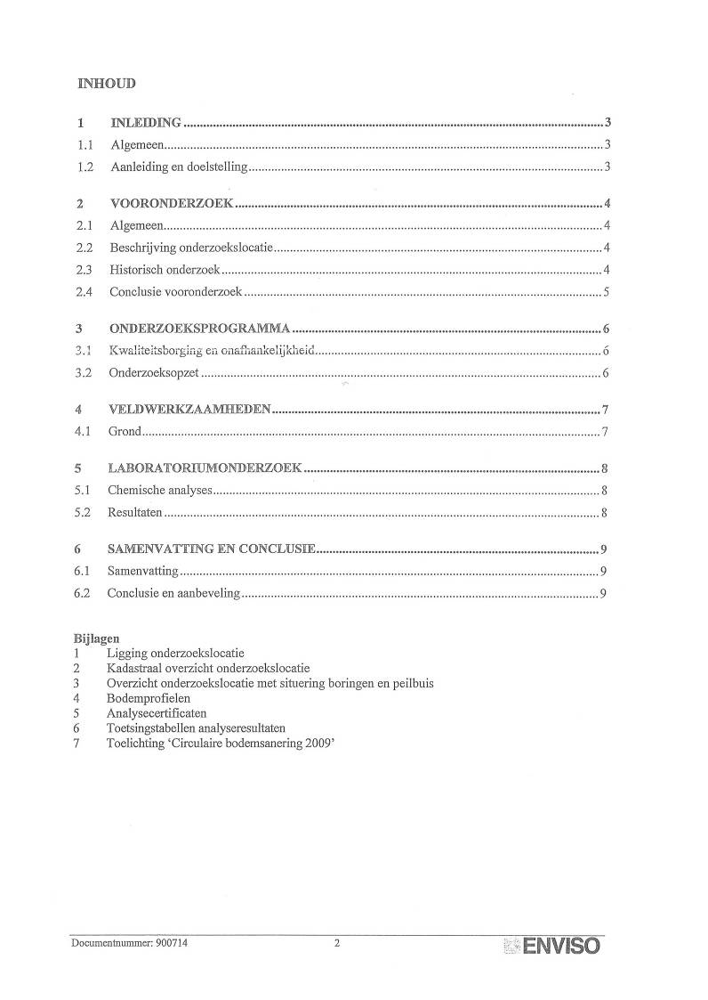 INHOUD
1 INLEIDING 3
1.1 Algemeen 3
1.2 Aanleiding en doelstelling 3
2 VOORONDERZOEK 4
2.1 Algemeen 4
2.2 Beschrijving onderzoekslocatie 4
2.3 Historisch onderzoek 4
2.4 Conclusie vooronderzoek 5
3 ONDERZOEKSPROGRAMMA 6
3.1 Kwaliteitsborging en onafhankelijkheid 6
3.2 Onderzoeksopzet 6
4 VELDWERKZAAMHEDEN 7
4.1 Grond 7
5 LABORATORIUMONDERZOEK 8
5.1 Chemische analyses 8
5.2 Resultaten 8
6 SAMENVATTING EN CONCLUSIE 9
6.1 Samenvatting 9
6.2 Conclusie en aanbeveling 9
Bijlagen
1 Ligging onderzoekslocatie
2 Kadastraal overzicht onderzoekslocatie
3 Overzicht onderzoekslocatie met situering boringen en peilbuis
4 Bodemprofielen
5 Analysecertificaten
6 Toetsingstabellen analyseresultaten
7 Toelichting ‘Circulaire bodemsanering 2009’
Documentnummer: 900714 2 ENVISO